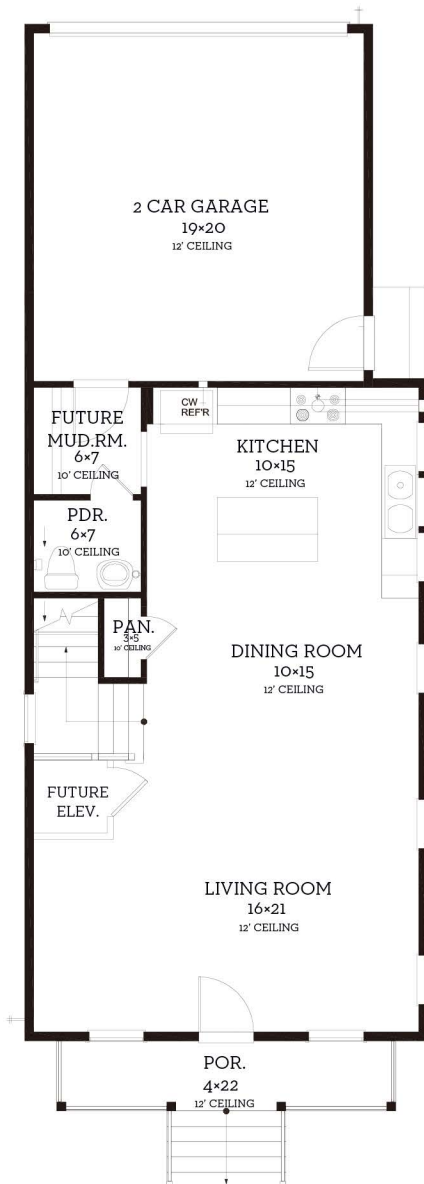 2 CAR GARAGE
19×20
12' CEILING
CW
REF'R
FUTURE
MUD.RM.
6×7
10' CEILING
KITCHEN
10×15
12' CEILING
PDR.
6×7
10' CEILING
PAN.
3×5
10' CEILING
DINING ROOM
10×15
12' CEILING
FUTURE
ELEV.
LIVING ROOM
16×21
12' CEILING
POR.
4×22
12' CEILING